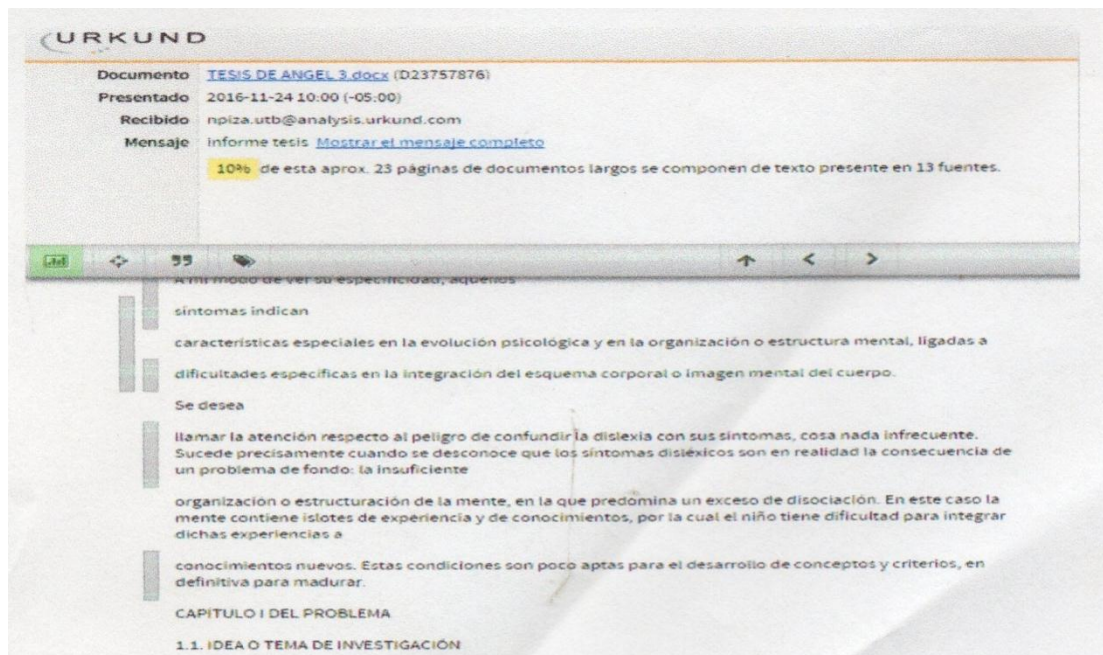 URKUND
Documento TESIS DE ANGEL 3.docx (D23757876)
Presentado 2016-11-24 10:00 (-05:00)
Recibido npiza.utb@analysis.urkund.com
Mensaje informe tesis Mostrar el mensaje completo
10% de esta aprox. 23 páginas de documentos largos se componen de texto presente en 13 fuentes.
A mi modo de ver su especificidad, aquellos
síntomas indican
características especiales en la evolución psicológica y en la organización o estructura mental, ligadas a
dificultades específicas en la integración del esquema corporal o imagen mental del cuerpo.
Se desea
llamar la atención respecto al peligro de confundir la dislexia con sus síntomas, cosa nada infrecuente.
Sucede precisamente cuando se desconoce que los síntomas disléxicos son en realidad la consecuencia de
un problema de fondo: la insuficiente
organización o estructuración de la mente, en la que predomina un exceso de disociación. En este caso la
mente contiene islotes de experiencia y de conocimientos, por la cual el niño tiene dificultad para integrar
dichas experiencias a
conocimientos nuevos. Estas condiciones son poco aptas para el desarrollo de conceptos y criterios, en
definitiva para madurar.
CAPÍTULO I DEL PROBLEMA
1.1. IDEA O TEMA DE INVESTIGACIÓN